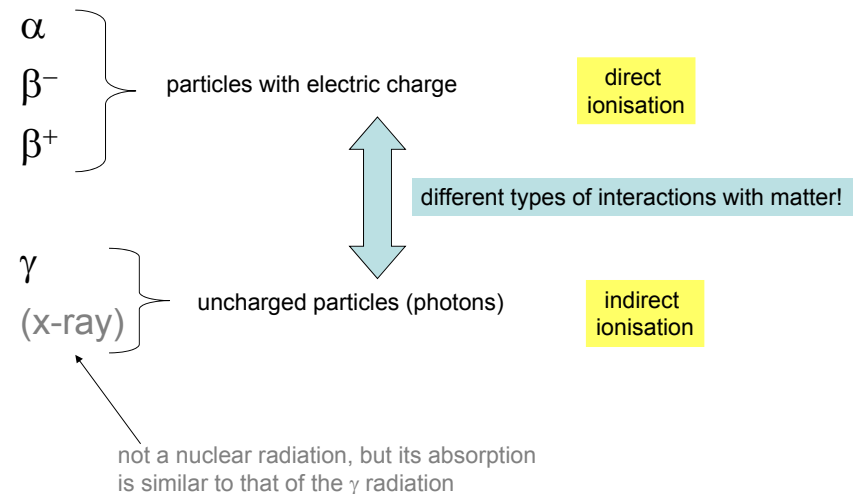 α
β⁻
β⁺
particles with electric charge
direct
ionisation
different types of interactions with matter!
γ
(x-ray)
uncharged particles (photons)
indirect
ionisation
not a nuclear radiation, but its absorption
is similar to that of the γ radiation